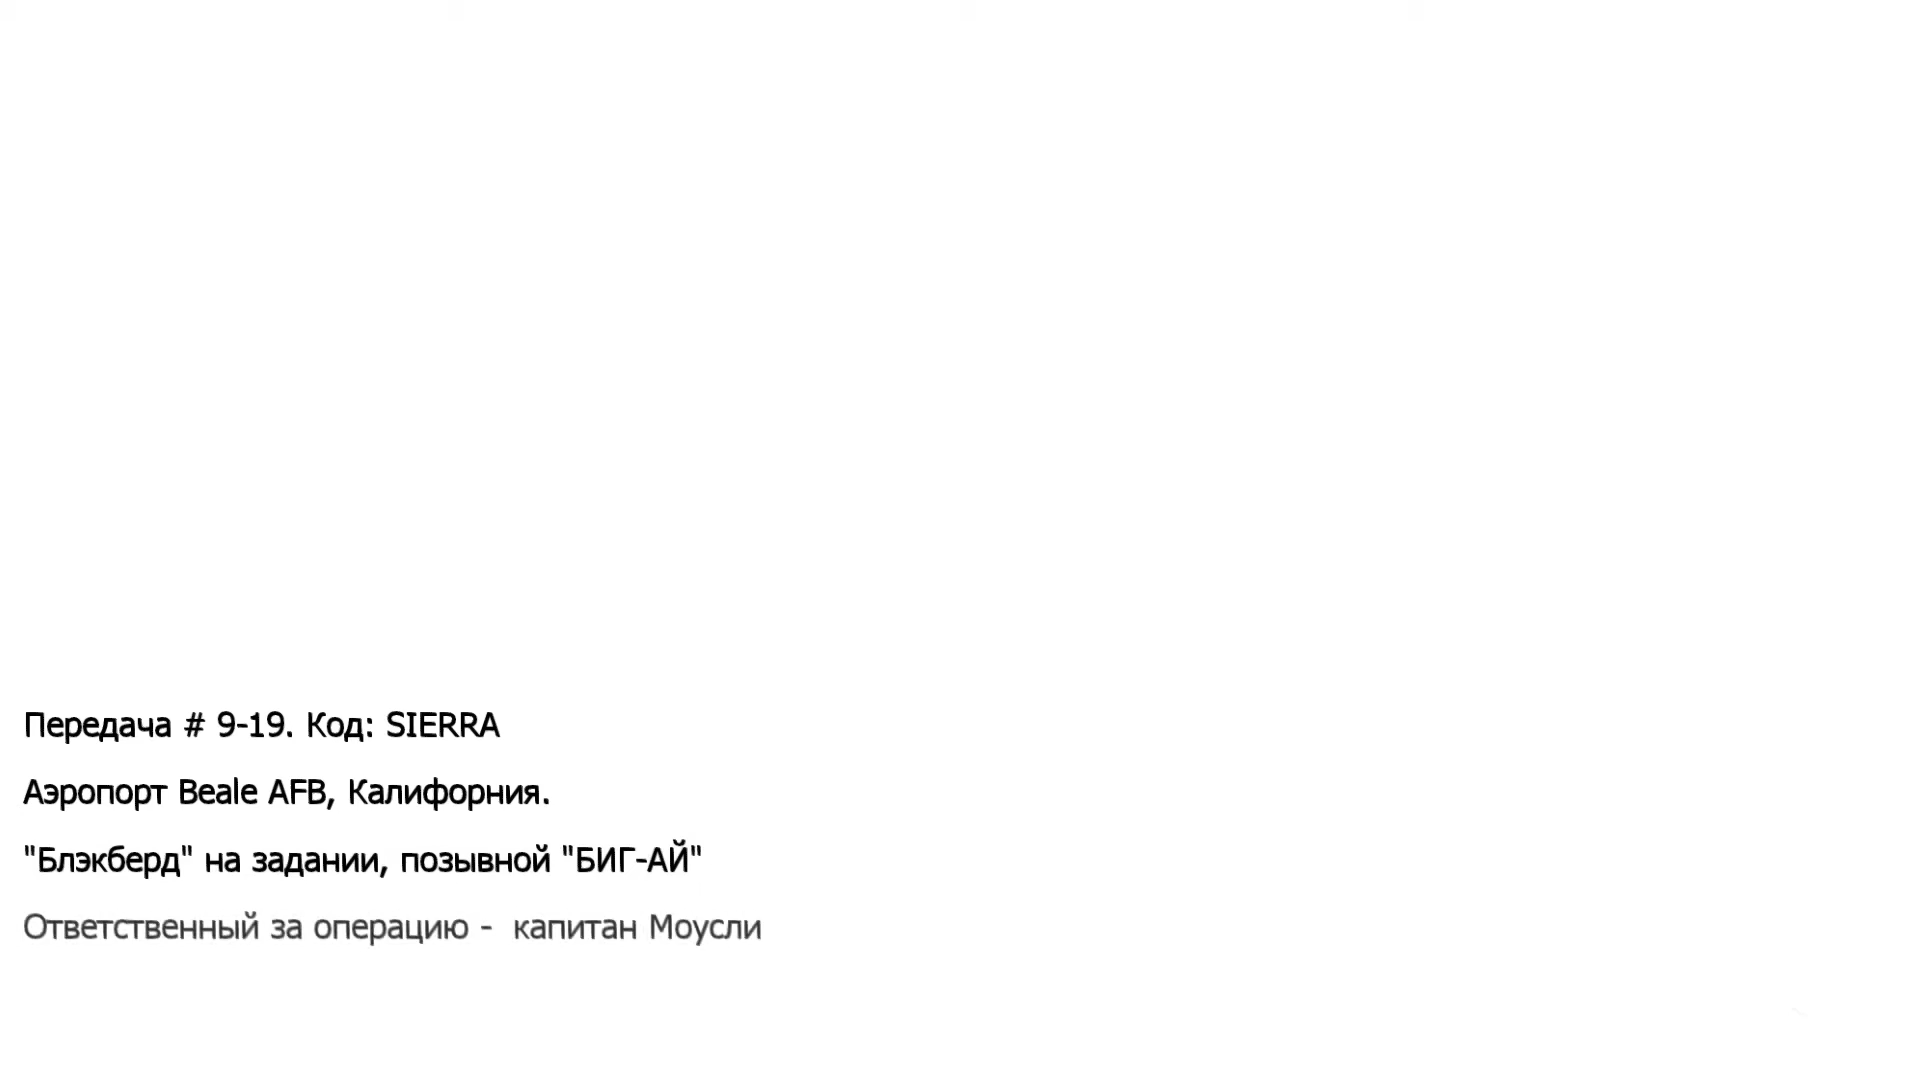 Передача # 9-19. Код: SIERRA
Аэропорт Beale AFB, Калифорния.
"Блэкберд" на задании, позывной "БИГ-АЙ"
Ответственный за операцию -  капитан Моусли